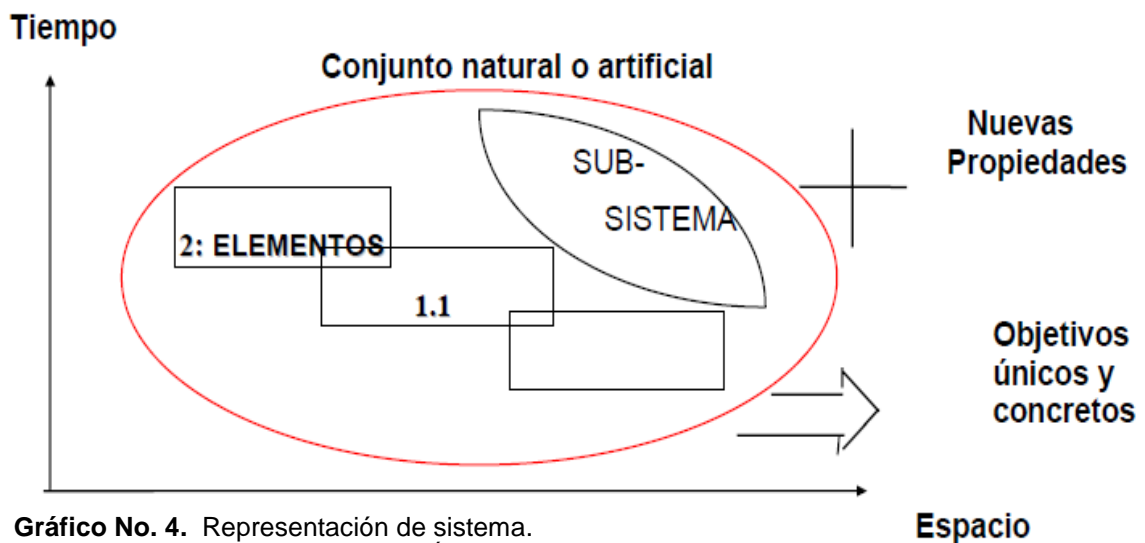 Tiempo
Conjunto natural o artificial
Nuevas
Propiedades
SUB-
SISTEMA
2: ELEMENTOS
1.1
Objetivos
únicos y
concretos
Gráfico No. 4. Representación de sistema.
Espacio